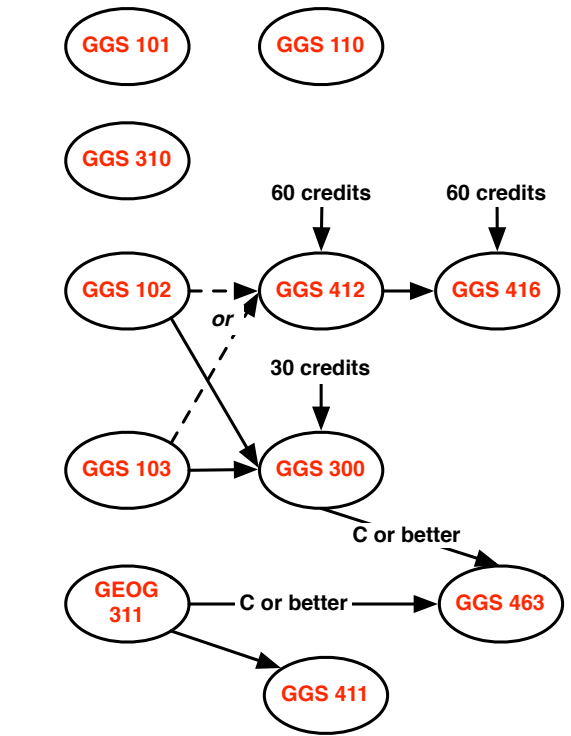 GGS 101
GGS 110
GGS 310
60 credits
60 credits
GGS 102
GGS 412
GGS 416
or
30 credits
GGS 103
GGS 300
C or better
GEOG
311
C or better
GGS 463
GGS 411